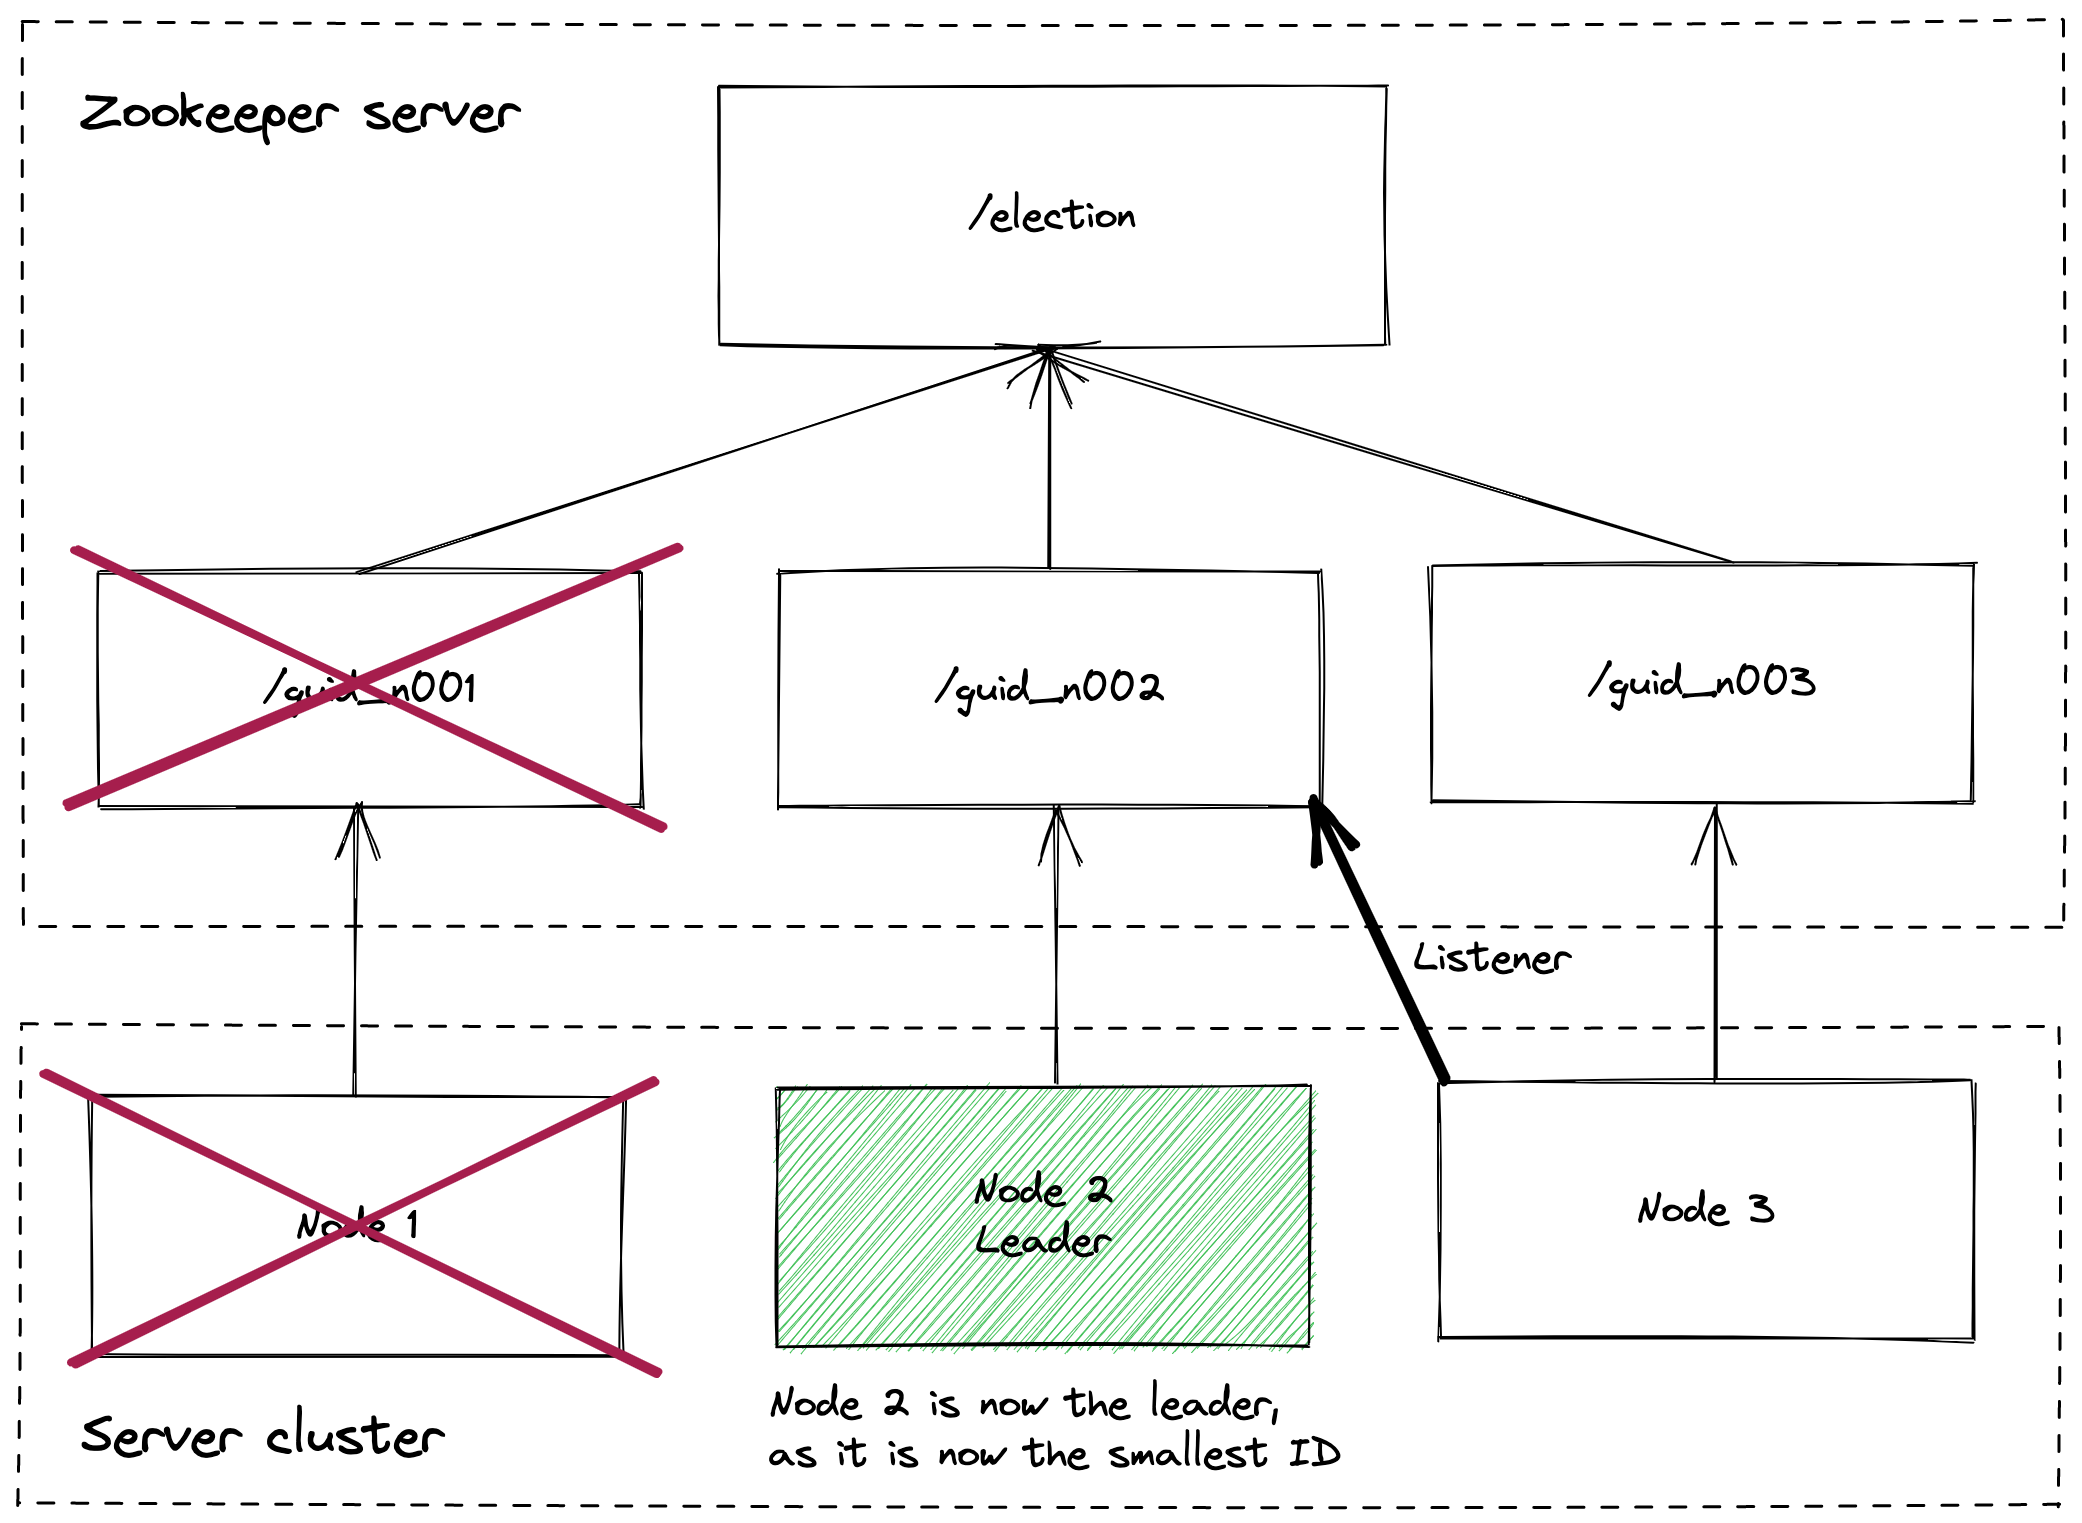 Zookeeper server
/election
/guid_n001
/guid_n002
/guid_n003
Listener
Node 1
Node 2
Leader
Node 3
Server cluster
Node 2 is now the leader,
as it is now the smallest ID